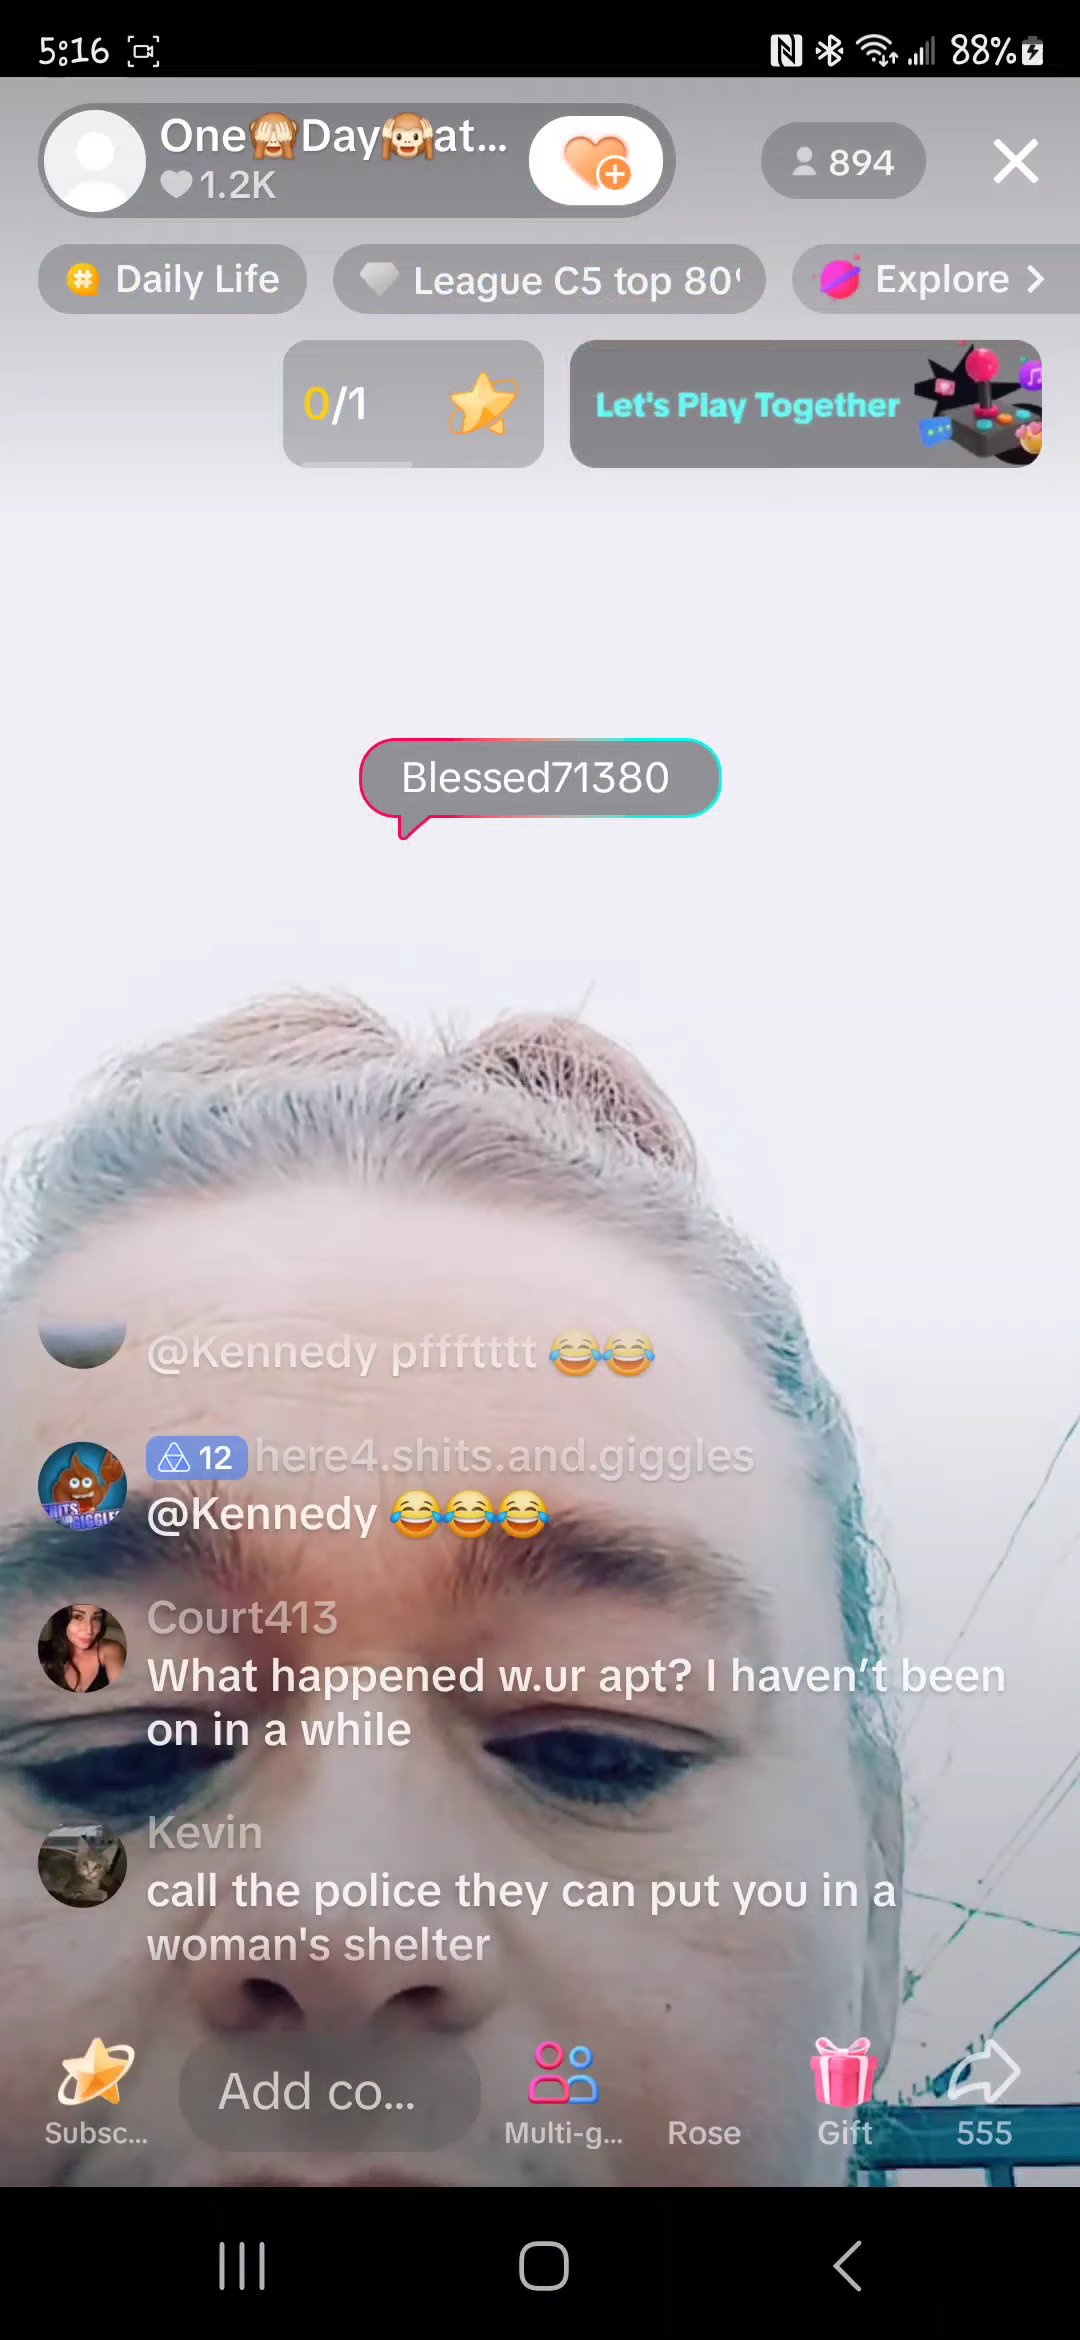 5:16 88%
One🙈Day🙉at...
1.2K
894
Daily Life
League C5 top 80
Explore >
0/1
Let's Play Together
Blessed71380
@Kennedy pffftttt 😂😂
12 here4.shits.and.giggles
@Kennedy 😂😂😂
Court413
What happened w.ur apt? I haven't been
on in a while
Kevin
call the police they can put you in a
woman's shelter
Add co...
Subsc...
Multi-g...
Rose
Gift
555